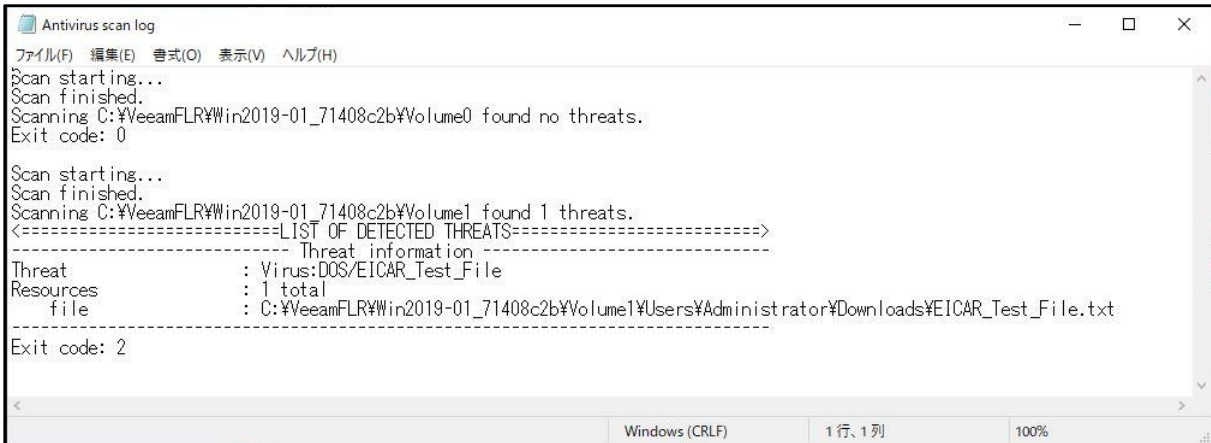 Antivirus scan log
ファイル(F) 編集(E) 書式(O) 表示(V) ヘルプ(H)
Scan starting...
Scan finished.
Scanning C:¥VeeamFLR¥Win2019-01_71408c2b¥Volume0 found no threats.
Exit code: 0
Scan starting...
Scan finished.
Scanning C:¥VeeamFLR¥Win2019-01_71408c2b¥Volume1 found 1 threats.
<===========================LIST OF DETECTED THREATS==========================>
----------------------------- Threat information ------------------------------
Threat : Virus:DOS/EICAR_Test_File
Resources : 1 total
file : C:¥VeeamFLR¥Win2019-01_71408c2b¥Volume1¥Users¥Administrator¥Downloads¥EICAR_Test_File.txt
-------------------------------------------------------------------------------
Exit code: 2
Windows (CRLF) 1 行、1 列 100%